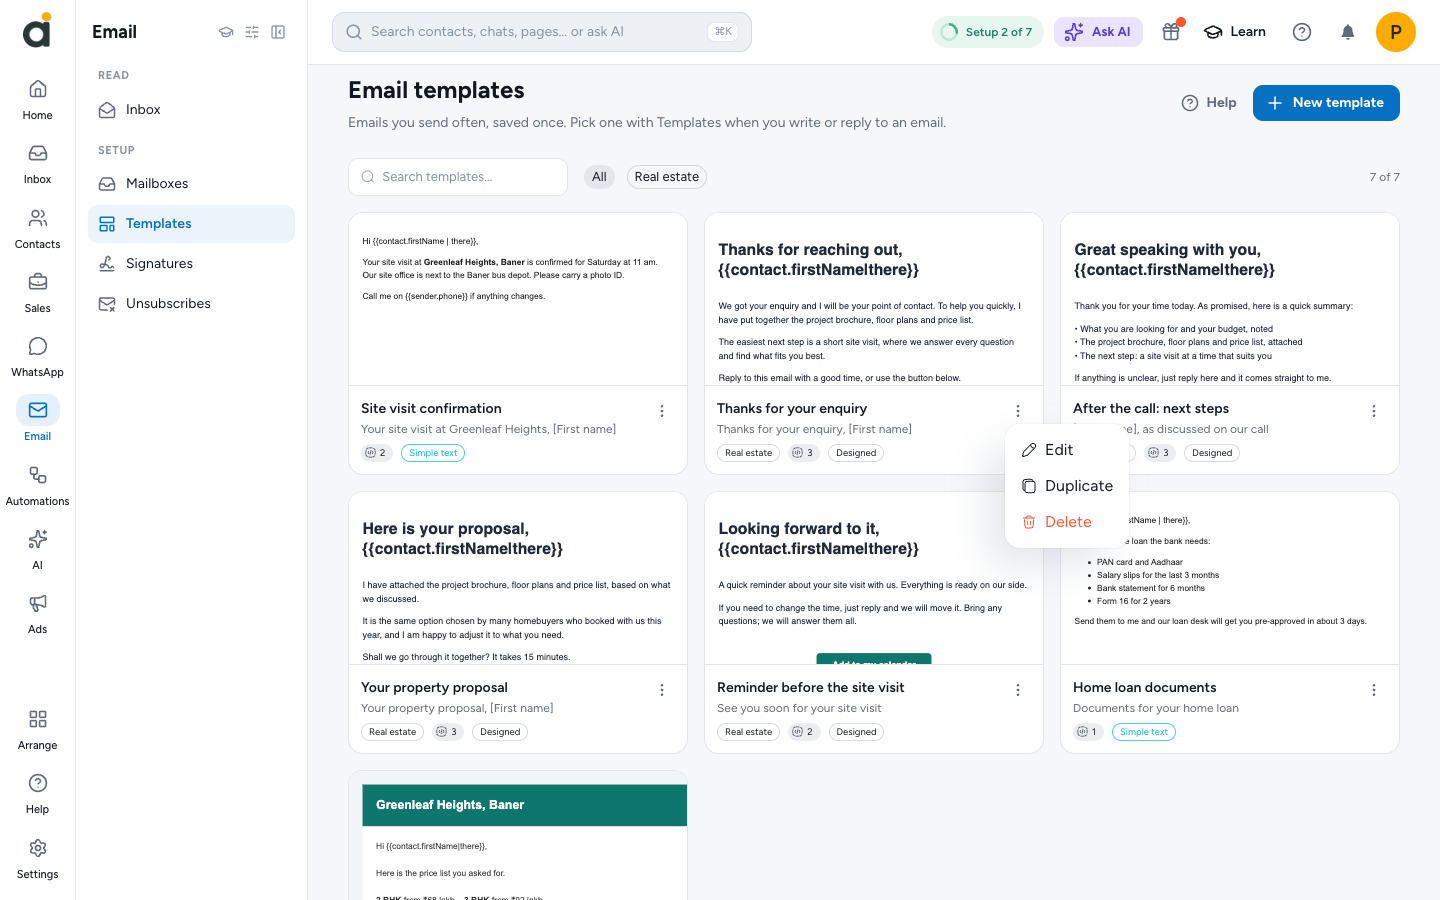 Email
Search contacts, chats, pages... or ask AI
⌘K
Setup 2 of 7
Ask AI
Learn
P
Home
Inbox
Contacts
Sales
WhatsApp
Email
Automations
AI
Ads
Arrange
Help
Settings
READ
Inbox
SETUP
Mailboxes
Templates
Signatures
Unsubscribes
Email templates
Emails you send often, saved once. Pick one with Templates when you write or reply to an email.
Help
New template
Search templates...
All
Real estate
7 of 7
Hi {{contact.firstName | there}},
Your site visit at Greenleaf Heights, Baner is confirmed for Saturday at 11 am.
Our site office is next to the Baner bus depot. Please carry a photo ID.
Call me on {{sender.phone}} if anything changes.
Site visit confirmation
Your site visit at Greenleaf Heights, [First name]
2
Simple text
Thanks for reaching out,
{{contact.firstName|there}}
We got your enquiry and I will be your point of contact. To help you quickly, I
have put together the project brochure, floor plans and price list.
The easiest next step is a short site visit, where we answer every question
and find what fits you best.
Reply to this email with a good time, or use the button below.
Thanks for your enquiry
Thanks for your enquiry, [First name]
Real estate
3
Designed
Great speaking with you,
{{contact.firstName|there}}
Thank you for your time today. As promised, here is a quick summary:
• What you are looking for and your budget, noted
• The project brochure, floor plans and price list, attached
• The next step: a site visit at a time that suits you
If anything is unclear, just reply here and it comes straight to me.
After the call: next steps
, as discussed on our call
3
Designed
Edit
Duplicate
Delete
Here is your proposal,
{{contact.firstName|there}}
I have attached the project brochure, floor plans and price list, based on what
we discussed.
It is the same option chosen by many homebuyers who booked with us this
year, and I am happy to adjust it to what you need.
Shall we go through it together? It takes 15 minutes.
Your property proposal
Your property proposal, [First name]
Real estate
3
Designed
Looking forward to it,
{{contact.firstName|there}}
A quick reminder about your site visit with us. Everything is ready on our side.
If you need to change the time, just reply and we will move it. Bring any
questions; we will answer them all.
Reminder before the site visit
See you soon for your site visit
Real estate
2
Designed
| there}},
loan the bank needs:
• PAN card and Aadhaar
• Salary slips for the last 3 months
• Bank statement for 6 months
• Form 16 for 2 years
Send them to me and our loan desk will get you pre-approved in about 3 days.
Home loan documents
Documents for your home loan
1
Simple text
Greenleaf Heights, Baner
Hi {{contact.firstName|there}},
Here is the price list you asked for.